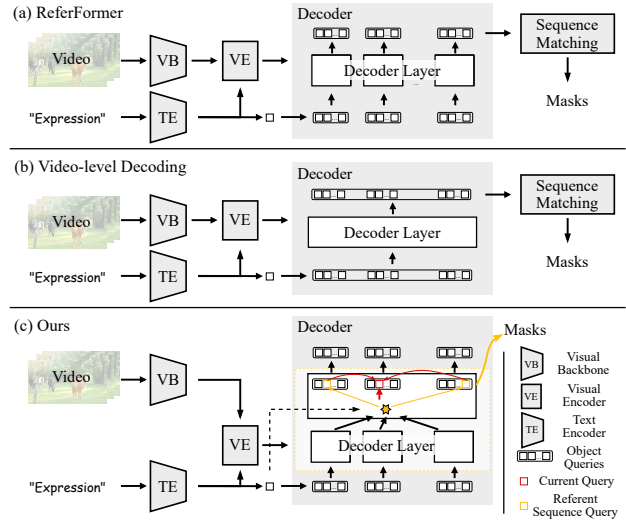 (a) ReferFormer
Decoder
Video
VB
VE
Decoder Layer
...
Sequence
Matching
Masks
"Expression"
TE
(b) Video-level Decoding
Decoder
Video
VB
VE
Decoder Layer
Sequence
Matching
Masks
"Expression"
TE
(c) Ours
Decoder
Masks
Video
VB
VE
Decoder Layer
"Expression"
TE
VB
Visual
Backbone
VE
Visual
Encoder
TE
Text
Encoder
Object
Queries
Current Query
Referent
Sequence Query